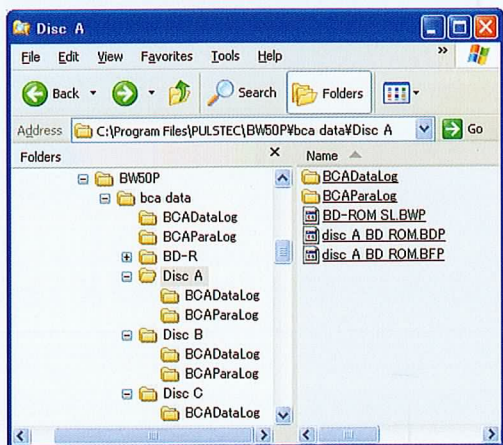 Disc A
File Edit View Favorites Tools Help »
Back Search Folders
Address C:\Program Files\PULSTEC\BW50P¥bca data¥Disc A Go
Folders × Name
BW50P
bca data
BCADataLog
BCAParaLog
BD-R
Disc A
BCADataLog
BCAParaLog
Disc B
BCADataLog
BCAParaLog
Disc C
BCADataLog
BCADataLog
BCAParaLog
BD-ROM SL.BWP
disc A BD ROM.BDP
disc A BD ROM.BFP